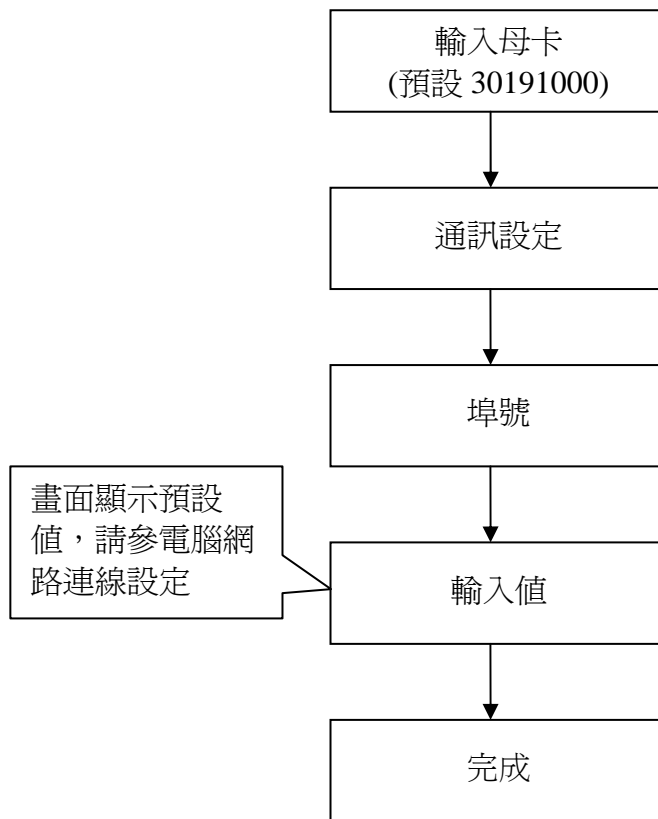 輸入母卡
(預設 30191000)
通訊設定
埠號
畫面顯示預設
值，請參電腦網
路連線設定
輸入值
完成